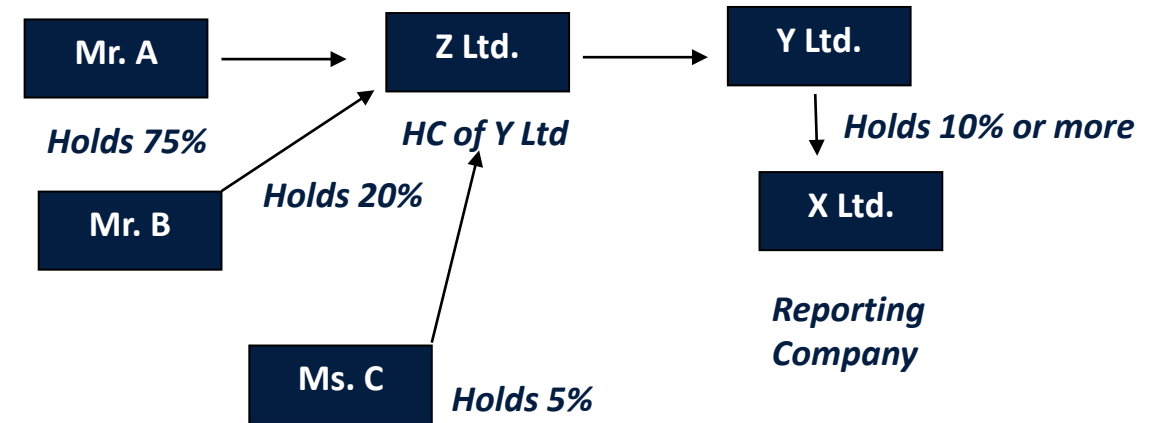 Mr. A
Z Ltd.
Y Ltd.
Holds 75%
HC of Y Ltd
Holds 10% or more
Mr. B
Holds 20%
X Ltd.
Reporting
Company
Ms. C
Holds 5%